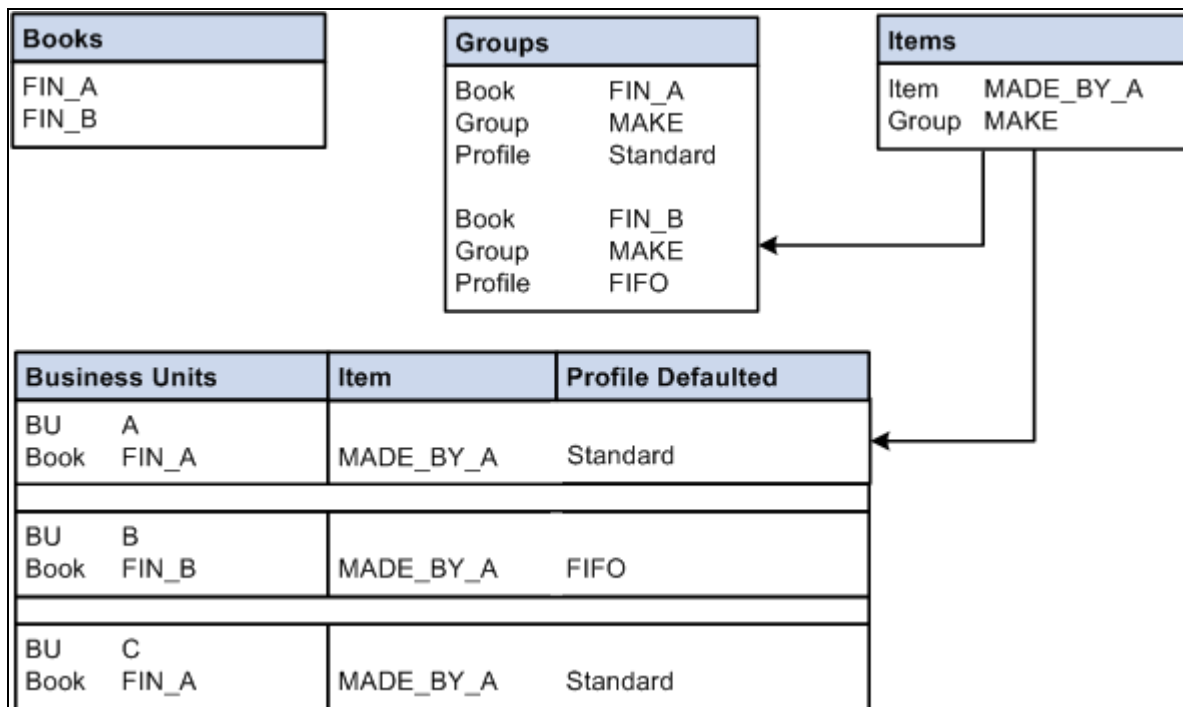 Books
FIN_A
FIN_B
Groups
Book FIN_A
Group MAKE
Profile Standard
Book FIN_B
Group MAKE
Profile FIFO
Items
Item MADE_BY_A
Group MAKE
Business Units Item Profile Defaulted
BU A
Book FIN_A MADE_BY_A Standard
BU B
Book FIN_B MADE_BY_A FIFO
BU C
Book FIN_A MADE_BY_A Standard